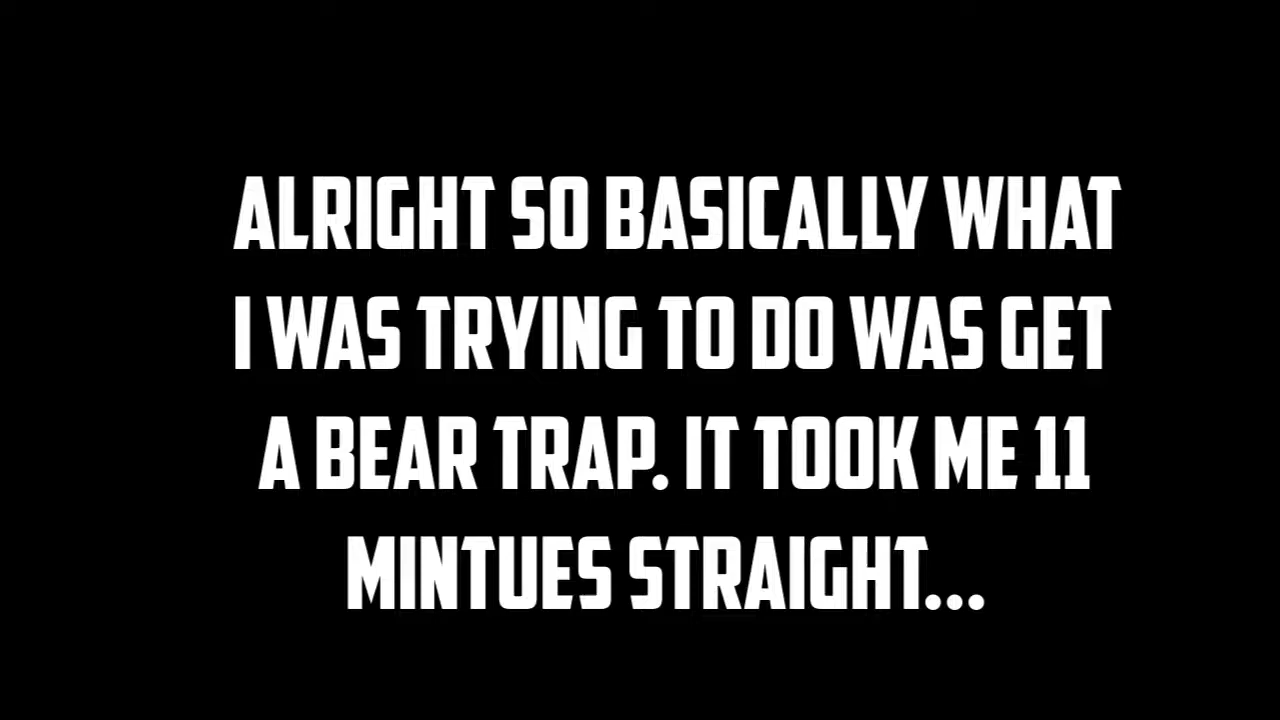 ALRIGHT SO BASICALLY WHAT
I WAS TRYING TO DO WAS GET
A BEAR TRAP. IT TOOK ME 11
MINTUES STRAIGHT...